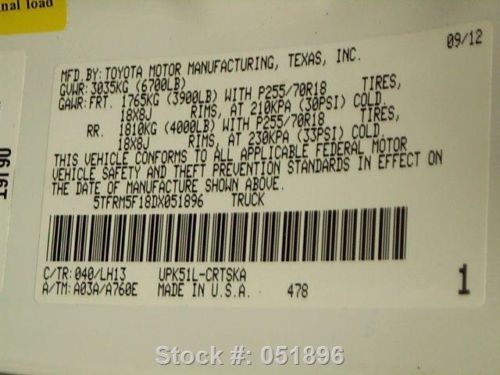 nal load
09/12
MFD.BY:TOYOTA MOTOR MANUFACTURING, TEXAS, INC.
GVWR:3035KG (6700LB)
GAWR:FRT. 1765KG (3900LB) WITH P255/70R18 TIRES,
18X8J RIMS, AT 210KPA (30PSI) COLD.
RR. 1810KG (4000LB) WITH P255/70R18 TIRES,
18X8J RIMS, AT 230KPA (33PSI) COLD.
THIS VEHICLE CONFORMS TO ALL APPLICABLE FEDERAL MOTOR
VEHICLE SAFETY AND THEFT PREVENTION STANDARDS IN EFFECT ON
THE DATE OF MANUFACTURE SHOWN ABOVE.
5TFRM5F18DX051896 TRUCK
C/TR:040/LH13 UPK51L-CRTSKA
A/TM:A03A/A760E MADE IN U.S.A. 478 1
Stock #: 051896